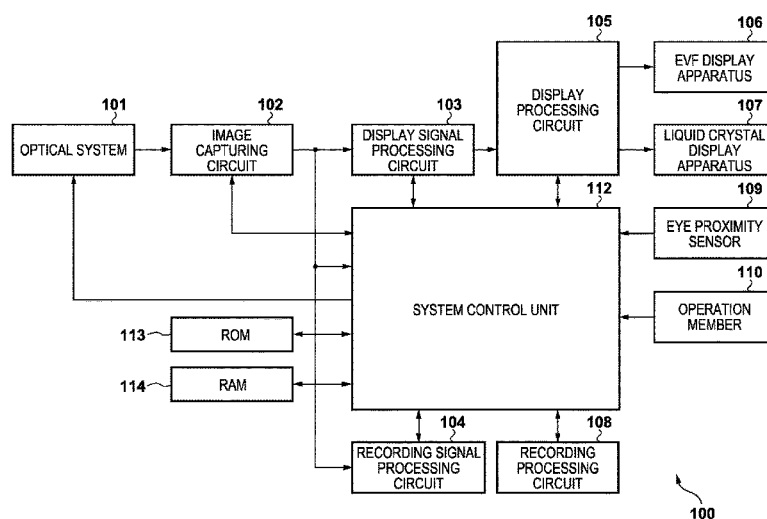 105
106
EVF DISPLAY
APPARATUS
101
102
103
DISPLAY
PROCESSING
CIRCUIT
107
OPTICAL SYSTEM
IMAGE
CAPTURING
CIRCUIT
DISPLAY SIGNAL
PROCESSING
CIRCUIT
LIQUID CRYSTAL
DISPLAY
APPARATUS
112
109
EYE PROXIMITY
SENSOR
110
SYSTEM CONTROL UNIT
OPERATION
MEMBER
113
ROM
114
RAM
104
108
RECORDING SIGNAL
PROCESSING
CIRCUIT
RECORDING
PROCESSING
CIRCUIT
100